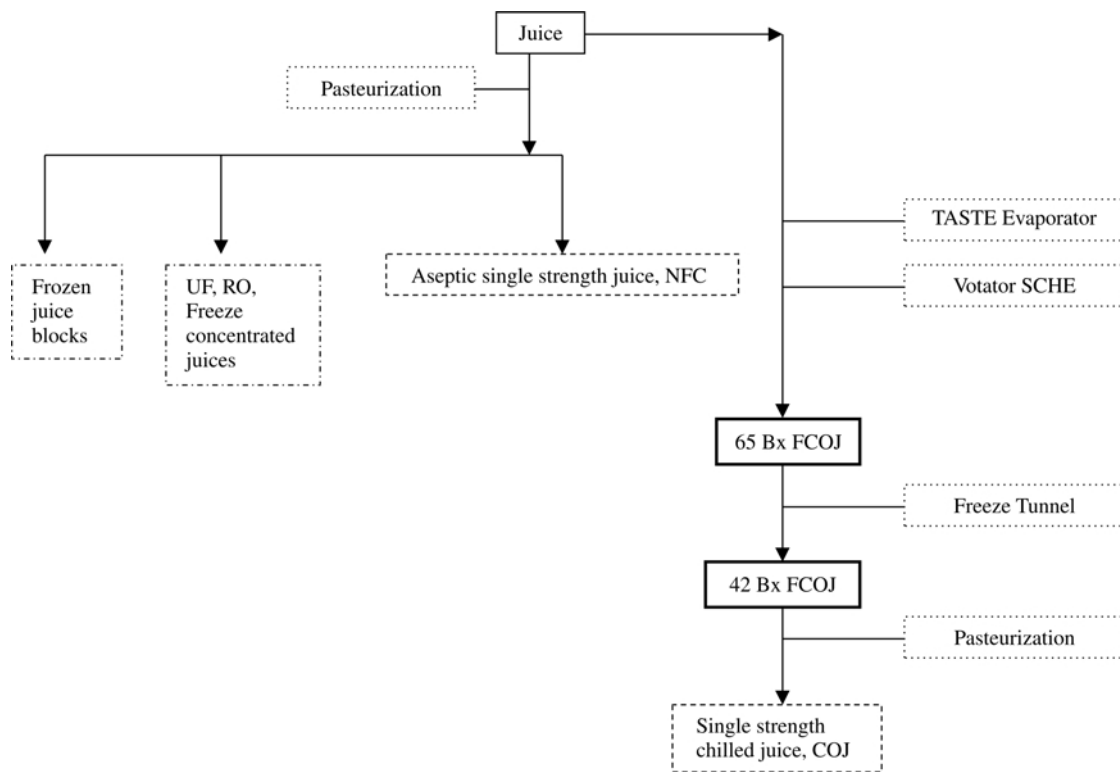 Juice
Pasteurization
Frozen
juice
blocks
UF, RO,
Freeze
concentrated
juices
Aseptic single strength juice, NFC
TASTE Evaporator
Votator SCHE
65 Bx FCOJ
Freeze Tunnel
42 Bx FCOJ
Pasteurization
Single strength
chilled juice, COJ